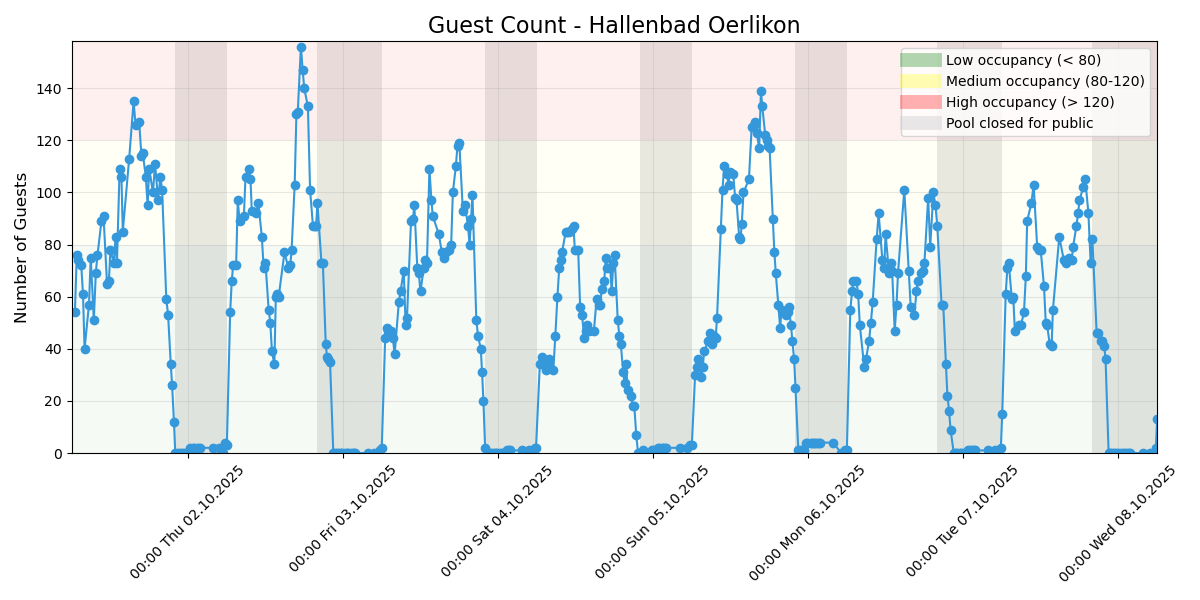 Guest Count - Hallenbad Oerlikon
Low occupancy (< 80)
Medium occupancy (80-120)
High occupancy (> 120)
Pool closed for public
Number of Guests
140
120
100
80
60
40
20
0
00:00 Thu 02.10.2025
00:00 Fri 03.10.2025
00:00 Sat 04.10.2025
00:00 Sun 05.10.2025
00:00 Mon 06.10.2025
00:00 Tue 07.10.2025
00:00 Wed 08.10.2025